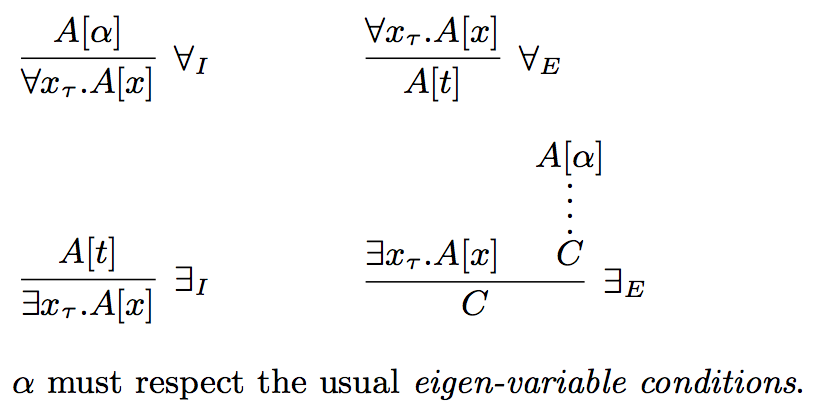 A[α] ∀x_τ.A[x]
∀x_τ.A[x] ∀_I A[t] ∀_E
A[α]
⋮
A[t] ∃x_τ.A[x] C
∃x_τ.A[x] ∃_I C ∃_E
α must respect the usual eigen-variable conditions.